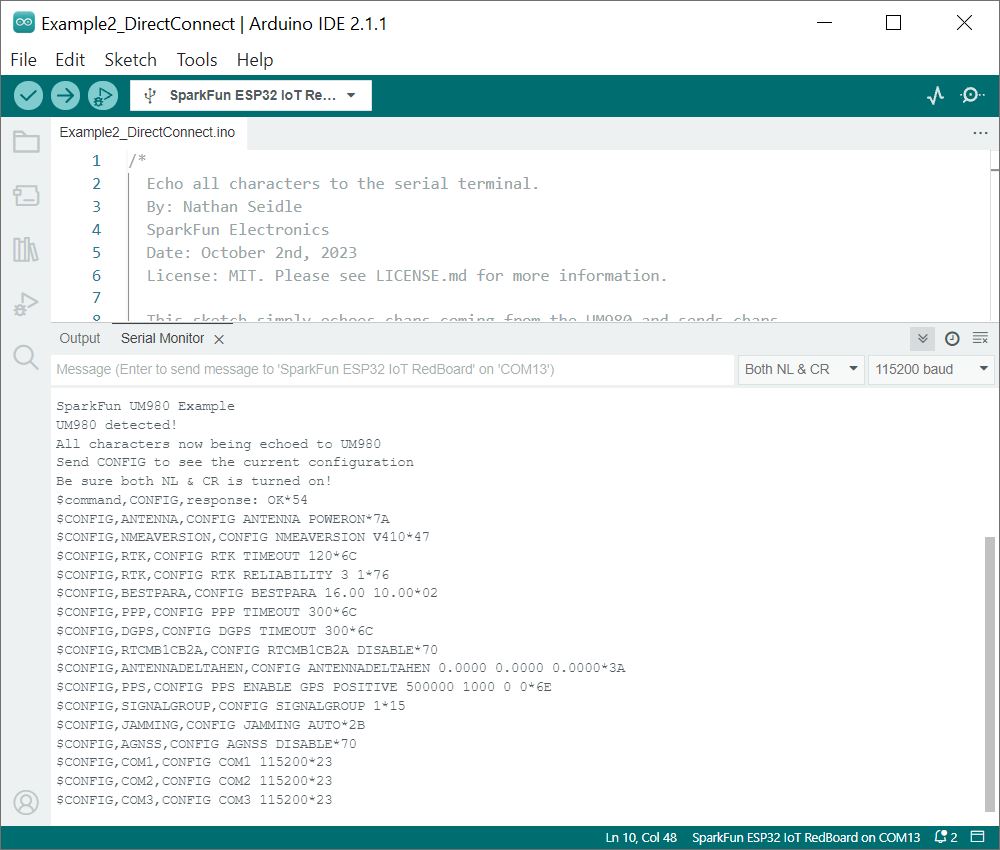 Example2_DirectConnect | Arduino IDE 2.1.1
File Edit Sketch Tools Help
SparkFun ESP32 IoT Re...
Example2_DirectConnect.ino
1 /*
2 Echo all characters to the serial terminal.
3 By: Nathan Seidle
4 SparkFun Electronics
5 Date: October 2nd, 2023
6 License: MIT. Please see LICENSE.md for more information.
7
8 This sketch simply echoes chars coming from the UM980 and sends chars
Output Serial Monitor
Message (Enter to send message to 'SparkFun ESP32 IoT RedBoard' on 'COM13') Both NL & CR 115200 baud
SparkFun UM980 Example
UM980 detected!
All characters now being echoed to UM980
Send CONFIG to see the current configuration
Be sure both NL & CR is turned on!
$command,CONFIG,response: OK*54
$CONFIG,ANTENNA,CONFIG ANTENNA POWERON*7A
$CONFIG,NMEAVERSION,CONFIG NMEAVERSION V410*47
$CONFIG,RTK,CONFIG RTK TIMEOUT 120*6C
$CONFIG,RTK,CONFIG RTK RELIABILITY 3 1*76
$CONFIG,BESTPARA,CONFIG BESTPARA 16.00 10.00*02
$CONFIG,PPP,CONFIG PPP TIMEOUT 300*6C
$CONFIG,DGPS,CONFIG DGPS TIMEOUT 300*6C
$CONFIG,RTCMB1CB2A,CONFIG RTCMB1CB2A DISABLE*70
$CONFIG,ANTENNADELTAHEN,CONFIG ANTENNADELTAHEN 0.0000 0.0000 0.0000*3A
$CONFIG,PPS,CONFIG PPS ENABLE GPS POSITIVE 500000 1000 0 0*6E
$CONFIG,SIGNALGROUP,CONFIG SIGNALGROUP 1*15
$CONFIG,JAMMING,CONFIG JAMMING AUTO*2B
$CONFIG,AGNSS,CONFIG AGNSS DISABLE*70
$CONFIG,COM1,CONFIG COM1 115200*23
$CONFIG,COM2,CONFIG COM2 115200*23
$CONFIG,COM3,CONFIG COM3 115200*23
Ln 10, Col 48 SparkFun ESP32 IoT RedBoard on COM13 2